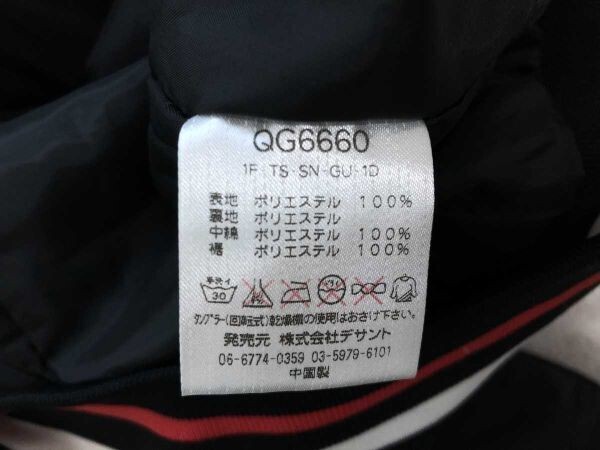 QG6660
1F-TS-SN-GU-1D
表地 ポリエステル 100%
裏地 ポリエステル
中綿 ポリエステル 100%
裾 ポリエステル 100%
手洗イ
30
タンブラー(回転式)乾燥機の使用はおさけ下さい。
発売元 株式会社デサント
06-6774-0359 03-5979-6101
中国製